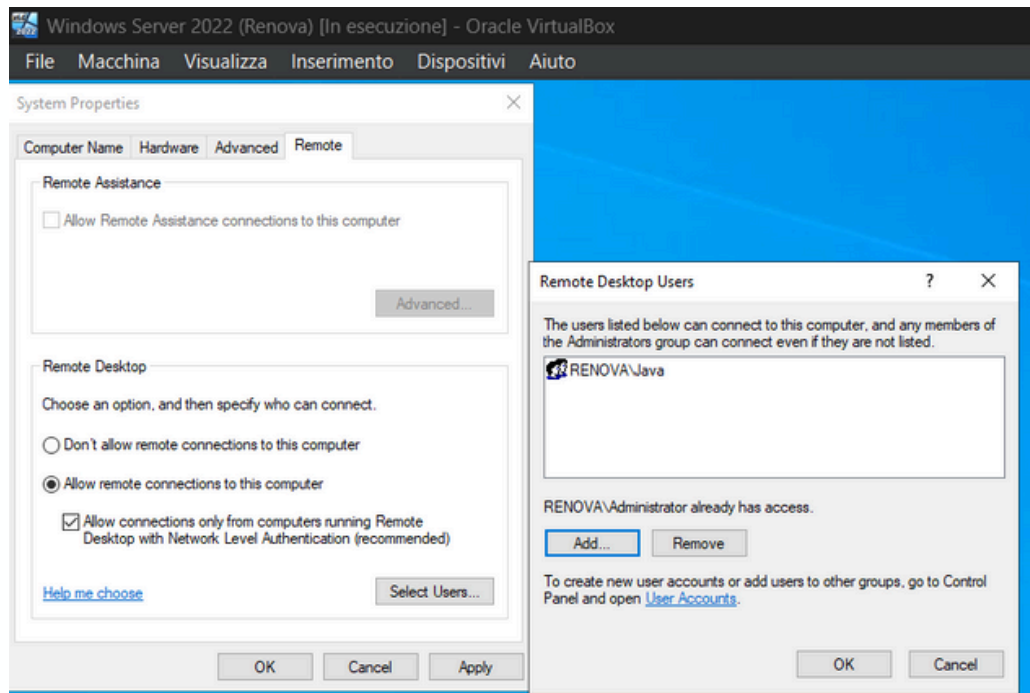 Windows Server 2022 (Renova) [In esecuzione] - Oracle VirtualBox
File Macchina Visualizza Inserimento Dispositivi Aiuto
System Properties
Computer Name Hardware Advanced Remote
Remote Assistance
Allow Remote Assistance connections to this computer
Advanced...
Remote Desktop
Choose an option, and then specify who can connect.
Don't allow remote connections to this computer
Allow remote connections to this computer
Allow connections only from computers running Remote
Desktop with Network Level Authentication (recommended)
Help me choose
Select Users...
OK Cancel Apply
Remote Desktop Users
?
The users listed below can connect to this computer, and any members of
the Administrators group can connect even if they are not listed.
RENOVA\Java
RENOVA\Administrator already has access.
Add... Remove
To create new user accounts or add users to other groups, go to Control
Panel and open User Accounts.
OK Cancel